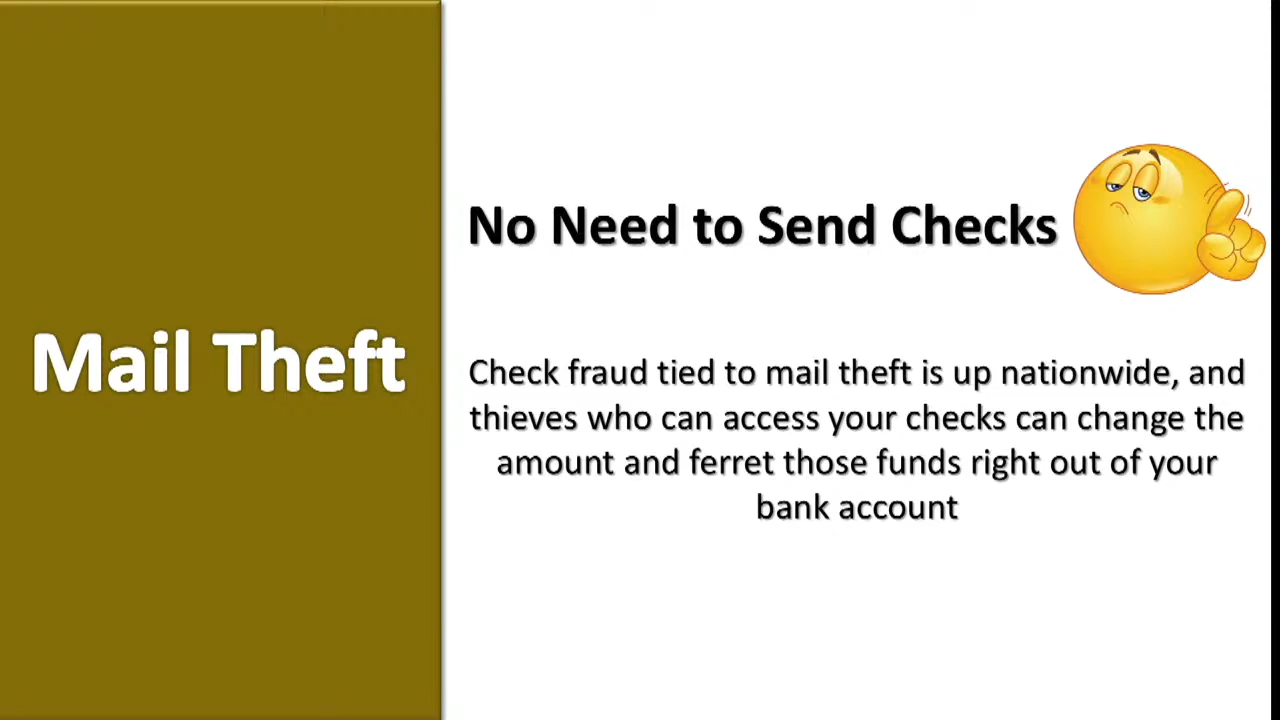 Mail Theft
No Need to Send Checks
Check fraud tied to mail theft is up nationwide, and
thieves who can access your checks can change the
amount and ferret those funds right out of your
bank account